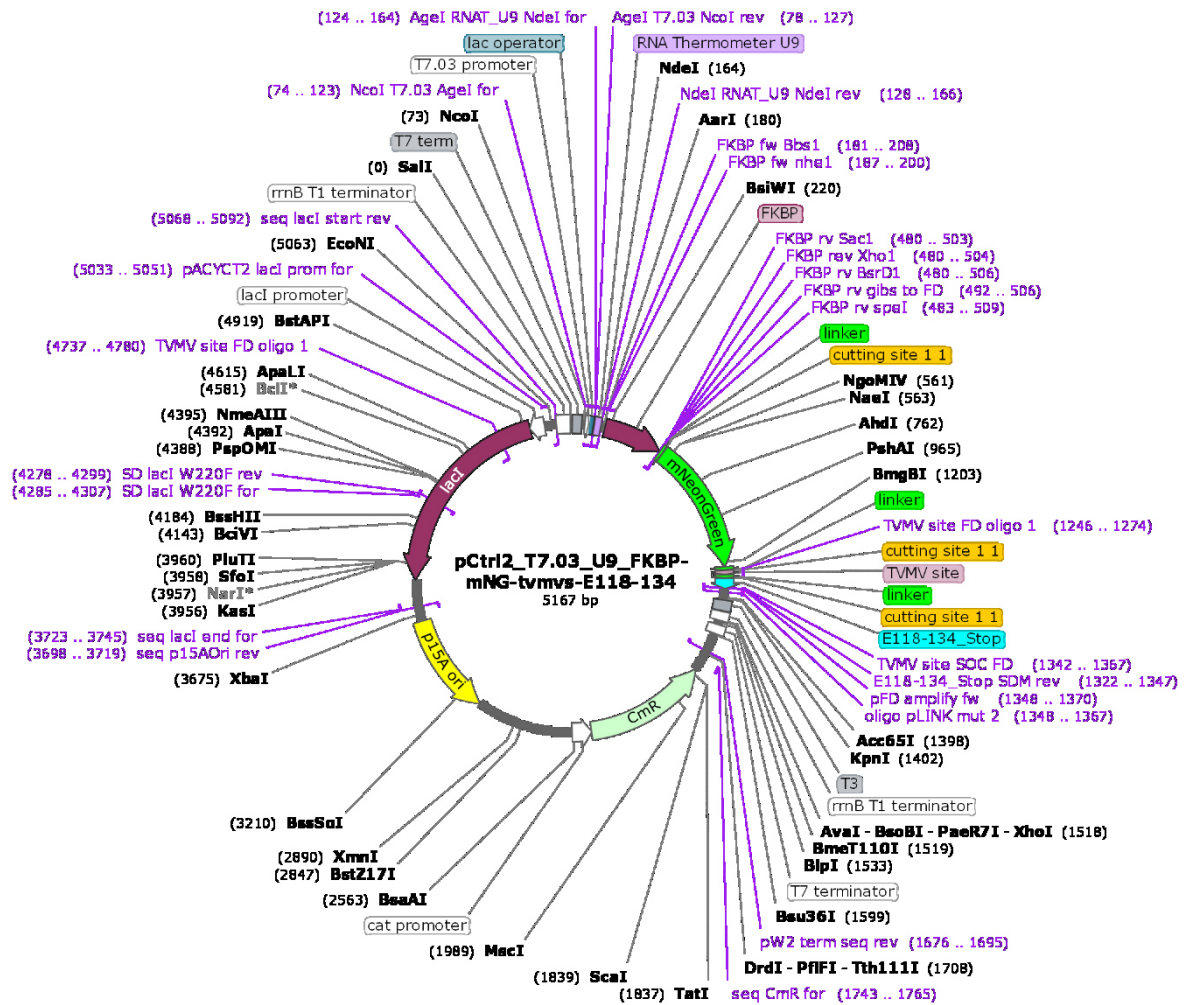 (124 .. 164) AgeI RNAT_U9 NdeI for
AgeI T7.03 NcoI rev (78 .. 127)
lac operator
RNA Thermometer U9
T7.03 promoter
NdeI (164)
(74 .. 123) NcoI T7.03 AgeI for
NdeI RNAT_U9 NdeI rev (128 .. 166)
(73) NcoI
AarI (180)
T7 term
FKBP fw Bbs1 (181 .. 208)
(0) SalI
FKBP fw nhe1 (187 .. 200)
rrnB T1 terminator
BsiWI (220)
(5068 .. 5092) seq lacI start rev
FKBP
(5063) EcoNI
FKBP rv Sac1 (480 .. 503)
(5033 .. 5051) pACYCT2 lacI prom for
FKBP rev Xho1 (480 .. 504)
FKBP rv BsrD1 (480 .. 506)
lacI promoter
FKBP rv gibs to FD (492 .. 506)
(4919) BstAPI
FKBP rv speI (483 .. 509)
linker
(4737 .. 4780) TVMV site FD oligo 1
cutting site 1 1
(4615) ApaLI
NgoMIV (561)
(4581) BclI*
NaeI (563)
(4395) NmeAIII
AhdI (762)
(4392) ApaI
(4388) PspOMI
PshAI (965)
(4278 .. 4299) SD lacI W220F rev
BmgBI (1203)
(4285 .. 4307) SD lacI W220F for
linker
lacI
mNeonGreen
(4184) BssHII
TVMV site FD oligo 1 (1246 .. 1274)
(4143) BciVI
cutting site 1 1
(3960) PluTI
TVMV site
(3958) SfoI
linker
(3957) NarI*
cutting site 1 1
(3956) KasI
E118-134_Stop
pCtrl2_T7.03_U9_FKBP-
mNG-tvmvs-E118-134
5167 bp
(3723 .. 3745) seq lacI end for
TVMV site SOC FD (1342 .. 1367)
(3698 .. 3719) seq p15AOri rev
E118-134_Stop SDM rev (1322 .. 1347)
(3675) XbaI
pFD amplify fw (1348 .. 1370)
oligo pLINK mut 2 (1348 .. 1367)
p15A ori
CmR
Acc65I (1398)
KpnI (1402)
T3
rrnB T1 terminator
(3210) BssSαI
AvaI - BsoBI - PaeR7I - XhoI (1518)
(2890) XmnI
BmeT110I (1519)
(2847) BstZ17I
BlpI (1533)
(2563) BsaAI
T7 terminator
cat promoter
Bsu36I (1599)
(1989) MscI
pW2 term seq rev (1676 .. 1695)
(1839) ScaI
DrdI - PflFI - Tth111I (1708)
(1837) TatI
seq CmR for (1743 .. 1765)